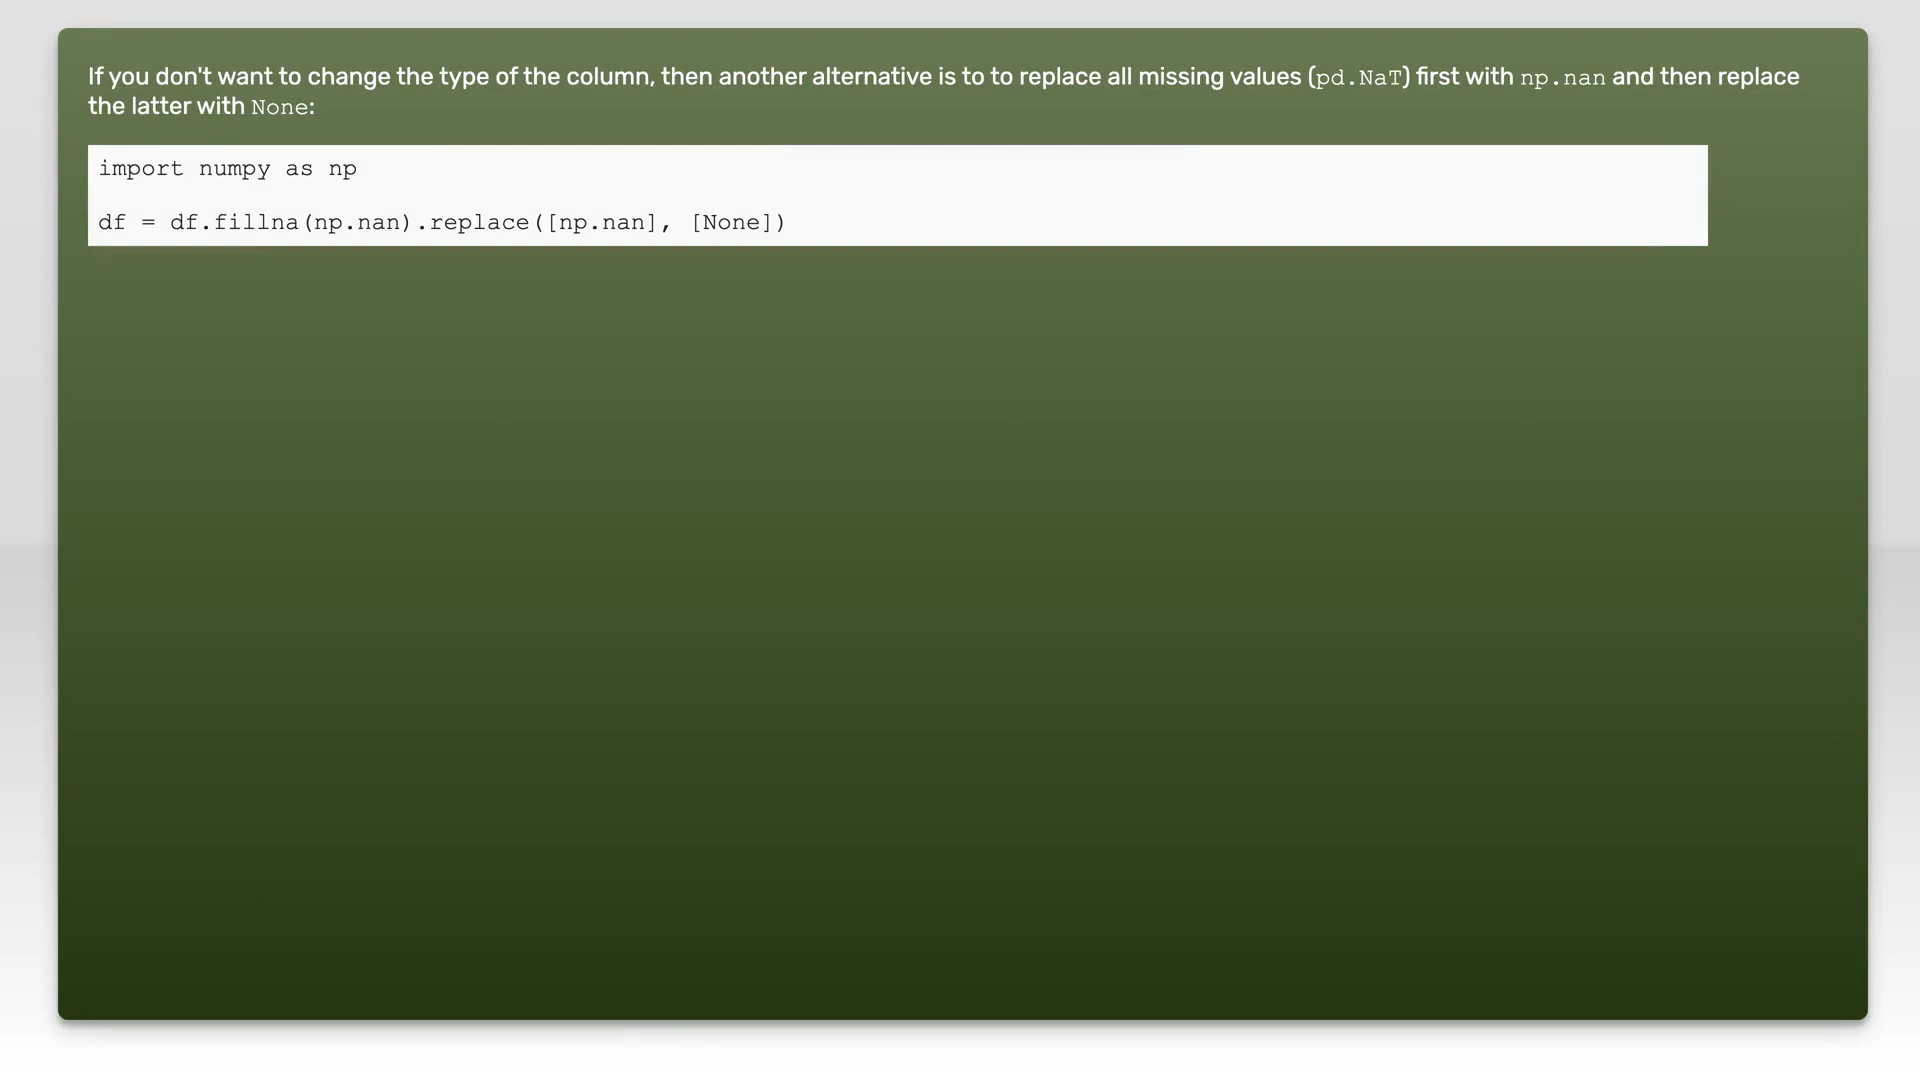 If you don't want to change the type of the column, then another alternative is to to replace all missing values (pd.NaT) first with np.nan and then replace
the latter with None:
import numpy as np
df = df.fillna(np.nan).replace([np.nan], [None])